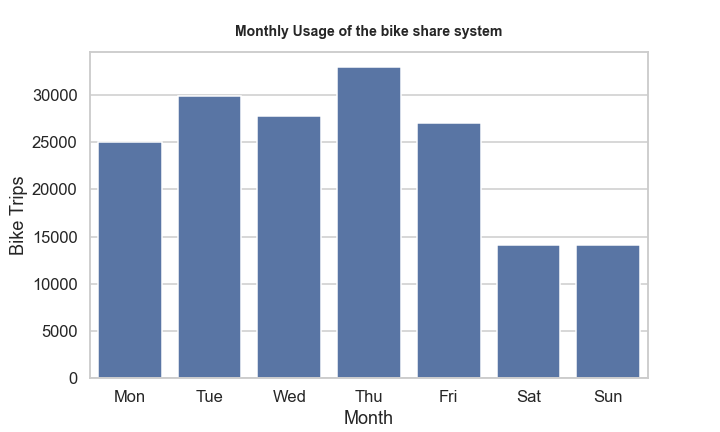 Monthly Usage of the bike share system
Bike Trips
30000
25000
20000
15000
10000
5000
0
Mon Tue Wed Thu Fri Sat Sun
Month